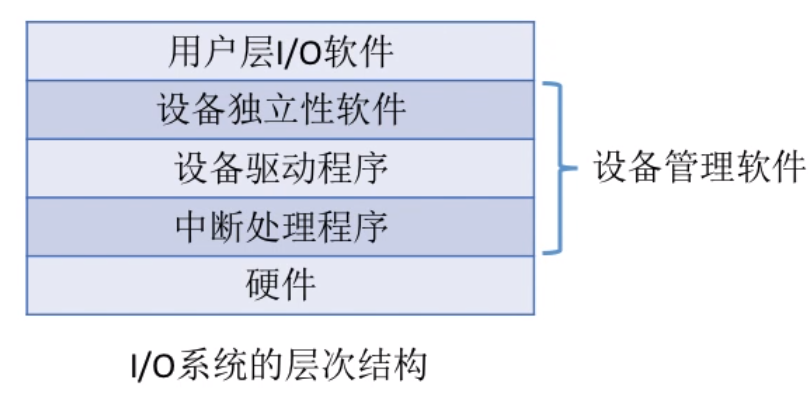 用户层I/O软件
设备独立性软件
设备驱动程序
中断处理程序
硬件
设备管理软件
I/O系统的层次结构